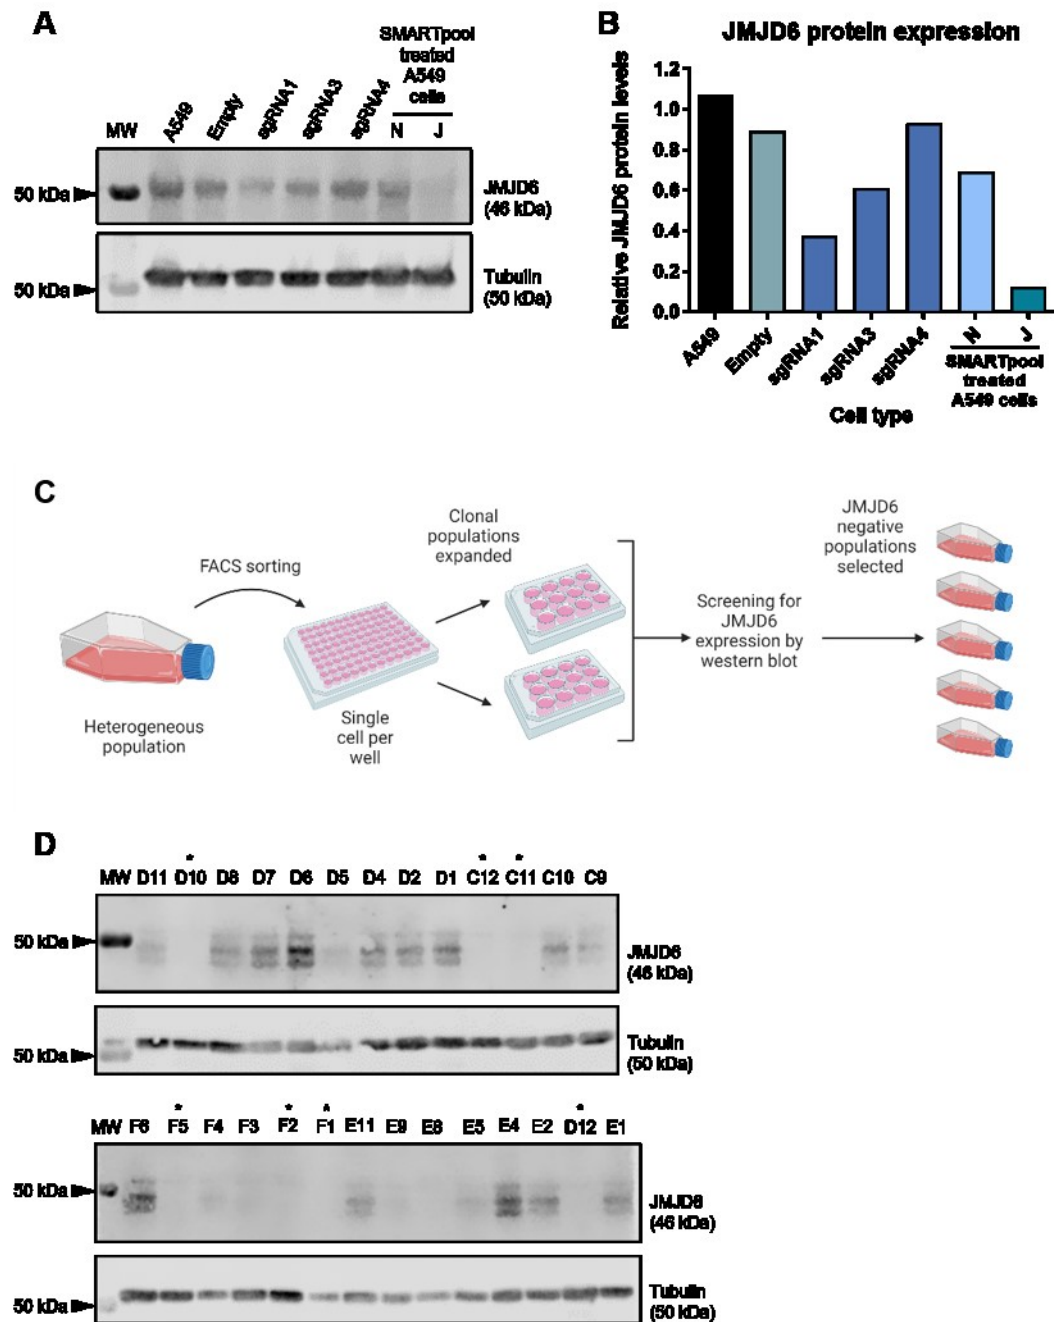 A
SMARTpool
treated
A549
cells
MW A549 Empty sgRNA1 sgRNA3 sgRNA4 N J
50 kDa
JMJD6
(46 kDa)
50 kDa
Tubulin
(50 kDa)
B
JMJD6 protein expression
Relative JMJD6 protein levels
1.2
1.0
0.8
0.6
0.4
0.2
0.0
A549 Empty sgRNA1 sgRNA3 sgRNA4 N J
SMARTpool
treated
A549 cells
Cell type
C
FACS sorting
Heterogeneous
population
Single
cell per
well
Clonal
populations
expanded
Screening for
JMJD6
expression by
western blot
JMJD6
negative
populations
selected
D
* * *
MW D11 D10 D8 D7 D6 D5 D4 D2 D1 C12 C11 C10 C9
50 kDa
JMJD6
(46 kDa)
50 kDa
Tubulin
(50 kDa)
* * * *
MW F6 F5 F4 F3 F2 F1 E11 E9 E8 E5 E4 E2 D12 E1
50 kDa
JMJD6
(46 kDa)
50 kDa
Tubulin
(50 kDa)